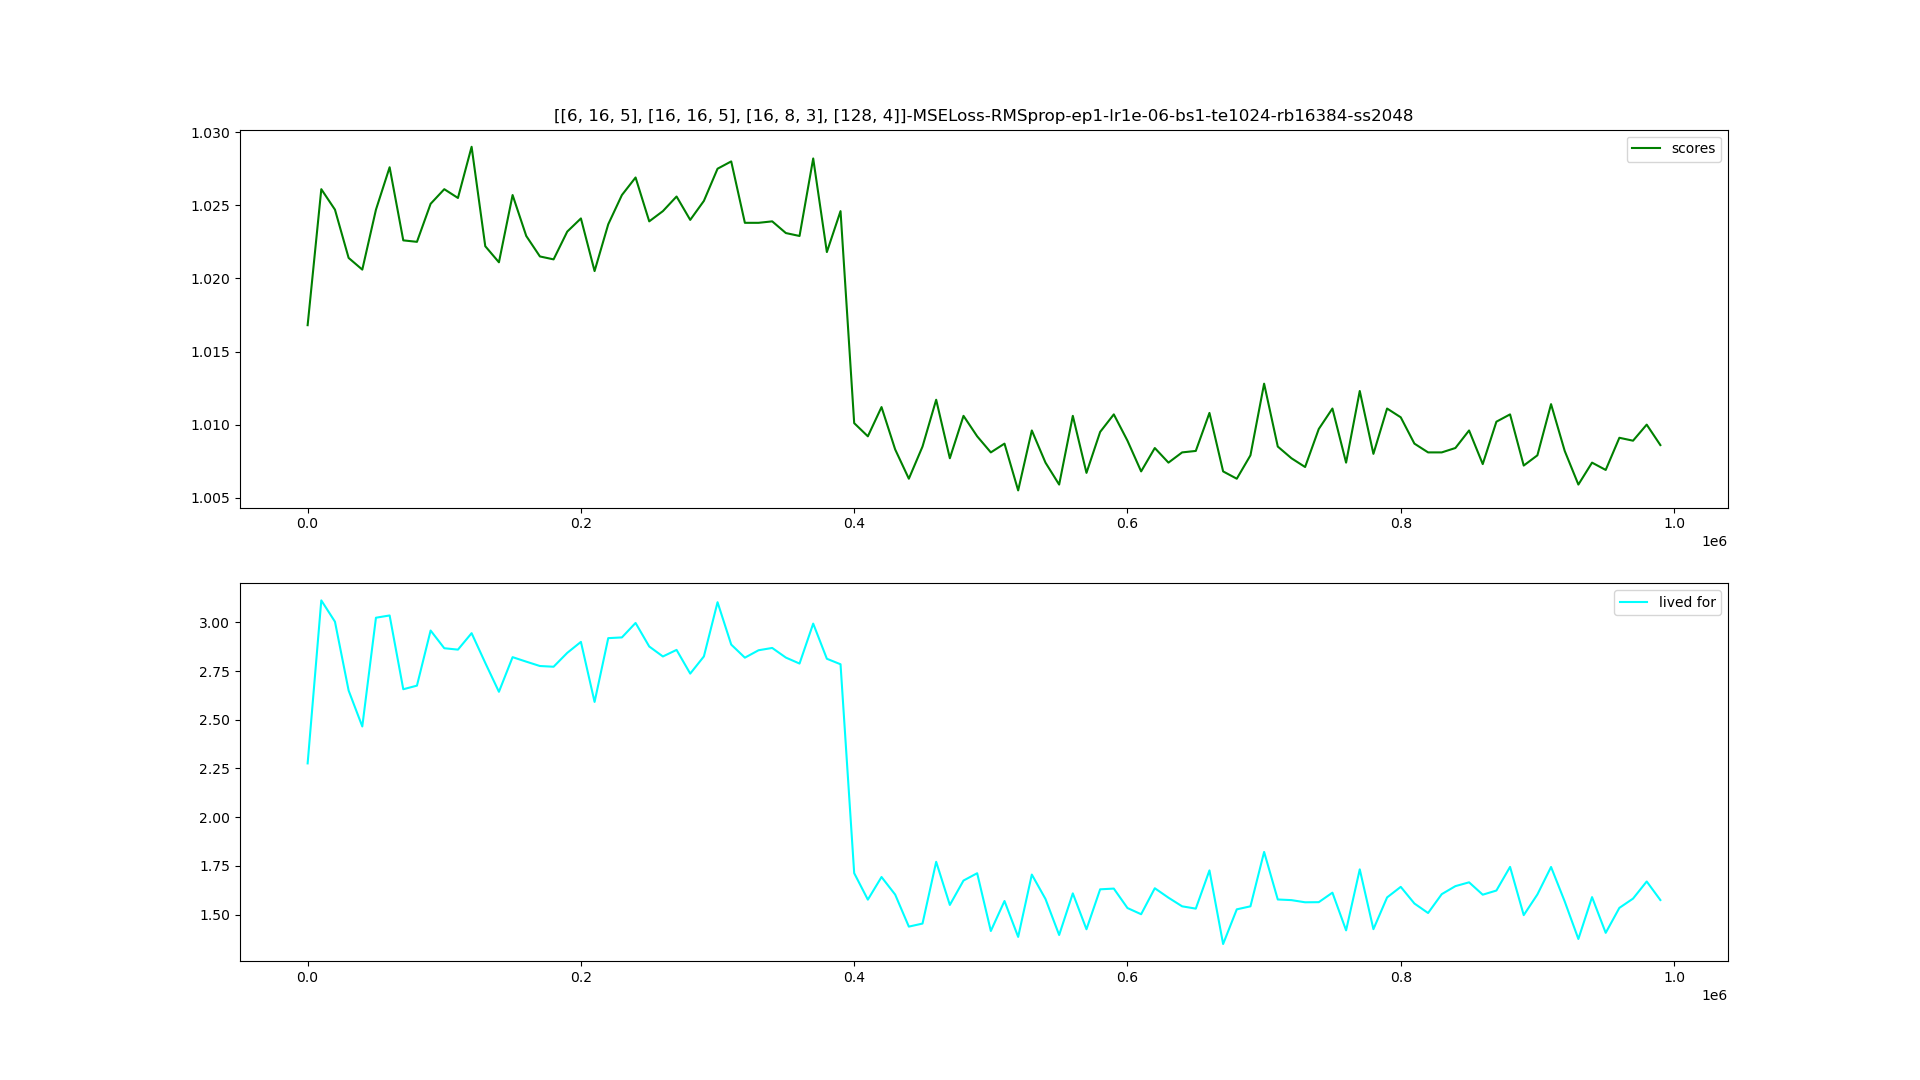 [[6, 16, 5], [16, 16, 5], [16, 8, 3], [128, 4]]-MSELoss-RMSprop-ep1-lr1e-06-bs1-te1024-rb16384-ss2048
1.030
1.025
1.020
1.015
1.010
1.005
scores
0.0 0.2 0.4 0.6 0.8 1.0
1e6
3.00
2.75
2.50
2.25
2.00
1.75
1.50
lived for
0.0 0.2 0.4 0.6 0.8 1.0
1e6